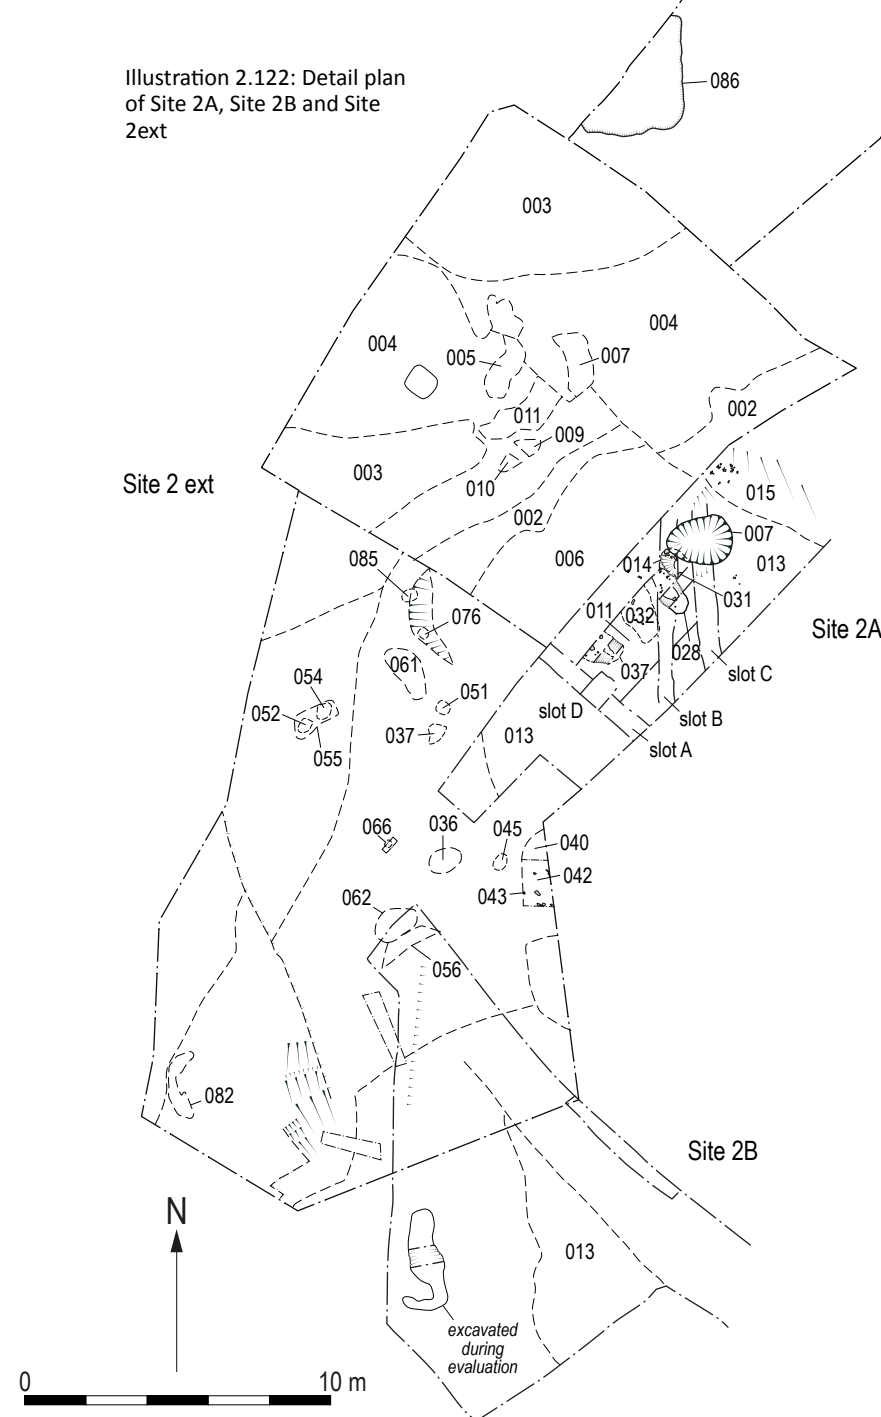 Illustration 2.122: Detail plan
of Site 2A, Site 2B and Site
2ext
086
003
004
004
005
007
002
011
009
003
010
015
Site 2 ext
002
007
006
014
013
085
031
011
032
076
Site 2A
028
061
037
slot C
054
051
slot D
slot B
052
037
013
055
slot A
066
036
045
040
042
043
062
056
082
Site 2B
N
013
excavated
during
evaluation
0
10 m